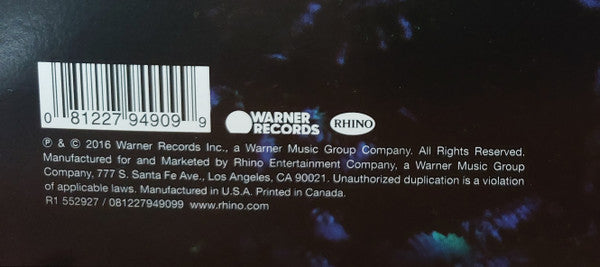 0 81227 94909 9
WARNER RECORDS
RHINO
℗ & © 2016 Warner Records Inc., a Warner Music Group Company. All Rights Reserved.
Manufactured for and Marketed by Rhino Entertainment Company, a Warner Music Group
Company, 777 S. Santa Fe Ave., Los Angeles, CA 90021. Unauthorized duplication is a violation
of applicable laws. Manufactured in U.S.A. Printed in Canada.
R1 552927 / 081227949099 www.rhino.com